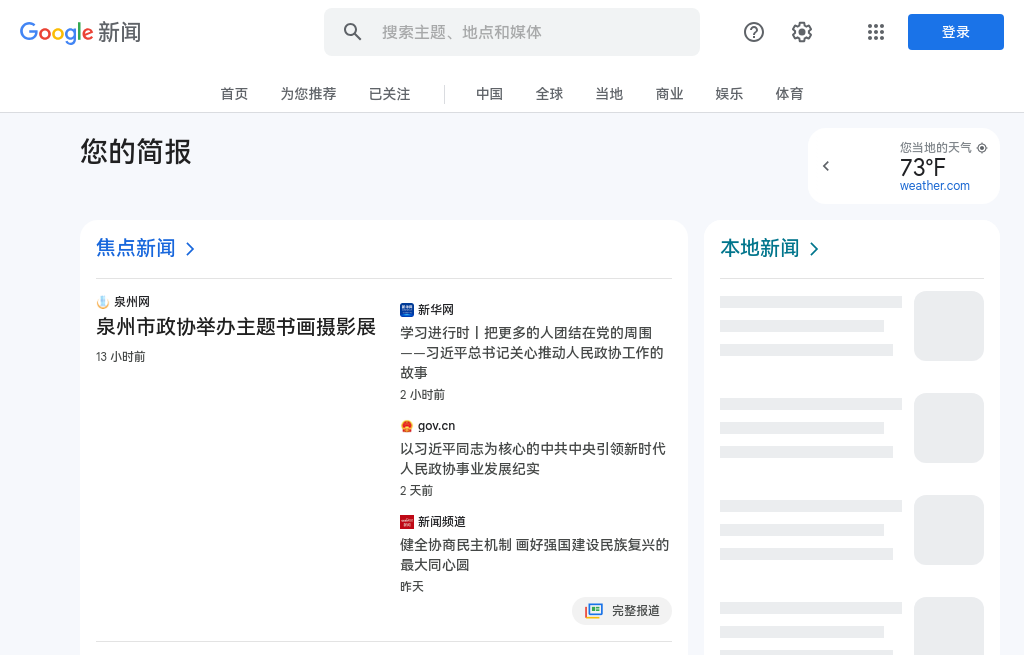 Google 新闻
搜索主题、地点和媒体
登录
首页
为您推荐
已关注
中国
全球
当地
商业
娱乐
体育
您的简报
您当地的天气
73°F
weather.com
焦点新闻
泉州网
泉州市政协举办主题书画摄影展
13 小时前
新华网
学习进行时丨把更多的人团结在党的周围
——习近平总书记关心推动人民政协工作的
故事
2 小时前
gov.cn
以习近平同志为核心的中共中央引领新时代
人民政协事业发展纪实
2 天前
新闻频道
健全协商民主机制 画好强国建设民族复兴的
最大同心圆
昨天
完整报道
本地新闻